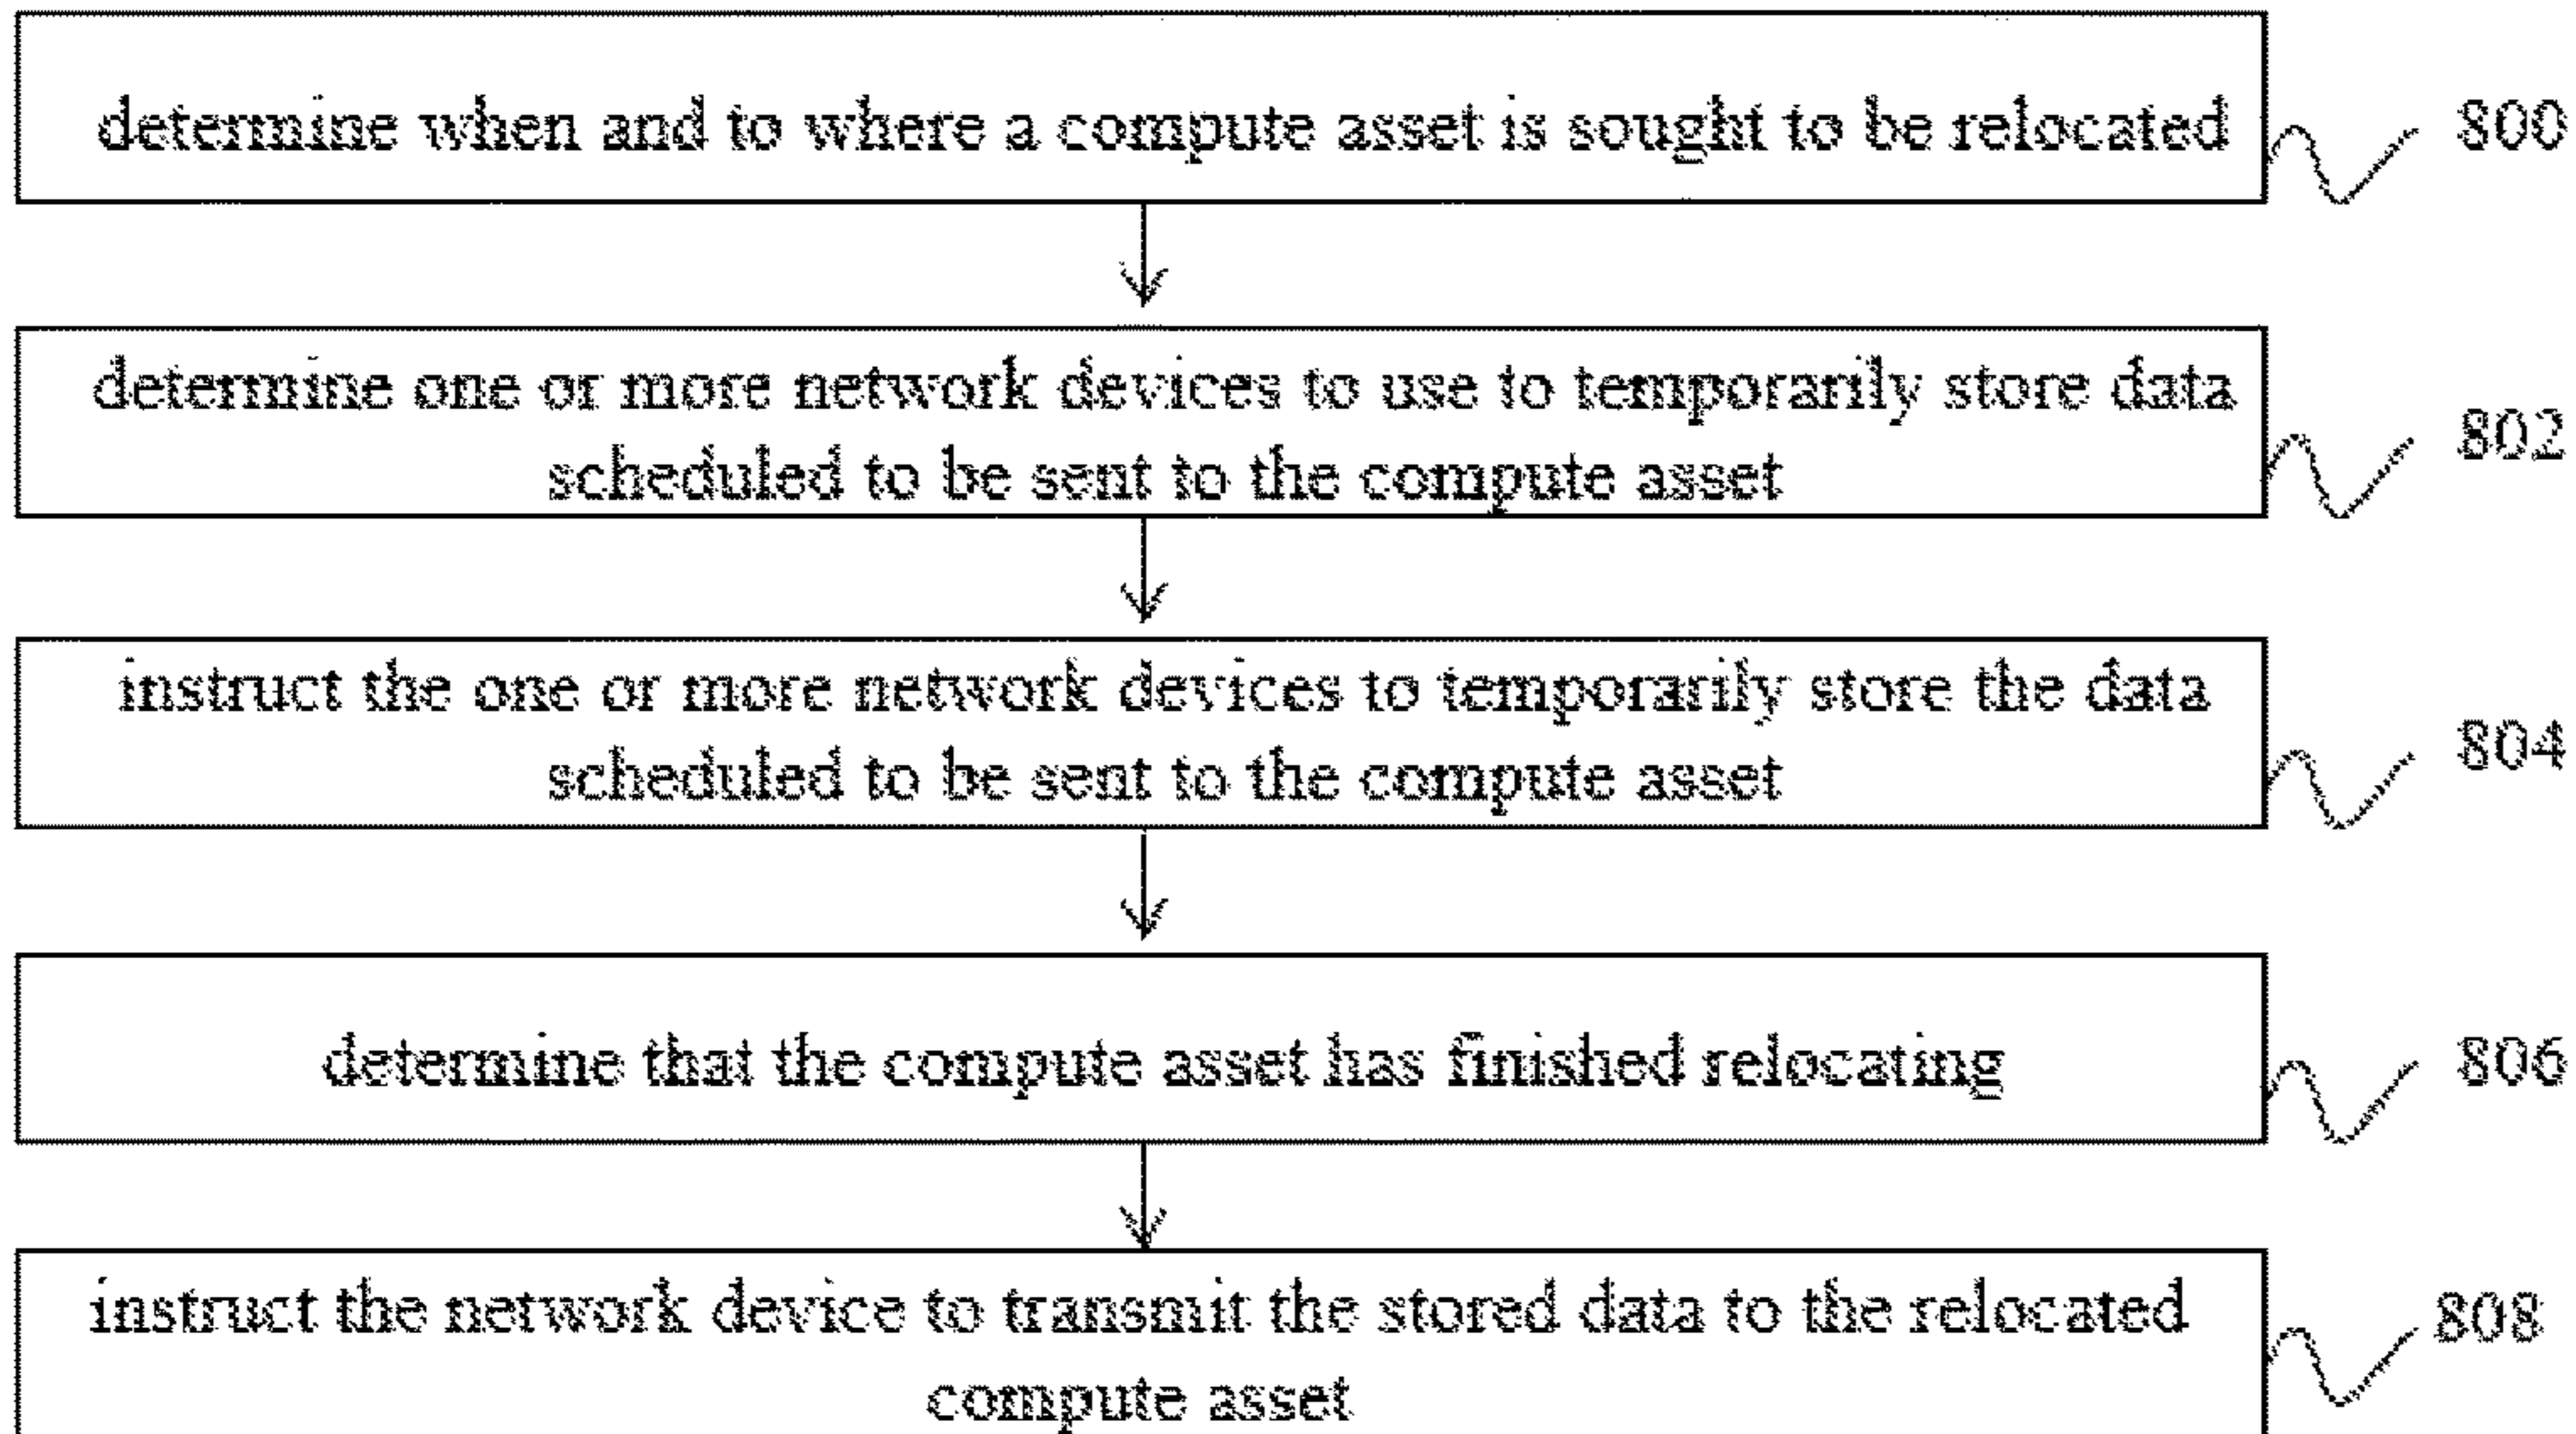 determine when and to where a compute asset is sought to be relocated 800
determine one or more network devices to use to temporarily store data
scheduled to be sent to the compute asset
802
instruct the one or more network devices to temporarily store the data
scheduled to be sent to the compute asset
804
determine that the compute asset has finished relocating 806
instruct the network device to transmit the stored data to the relocated
compute asset
808